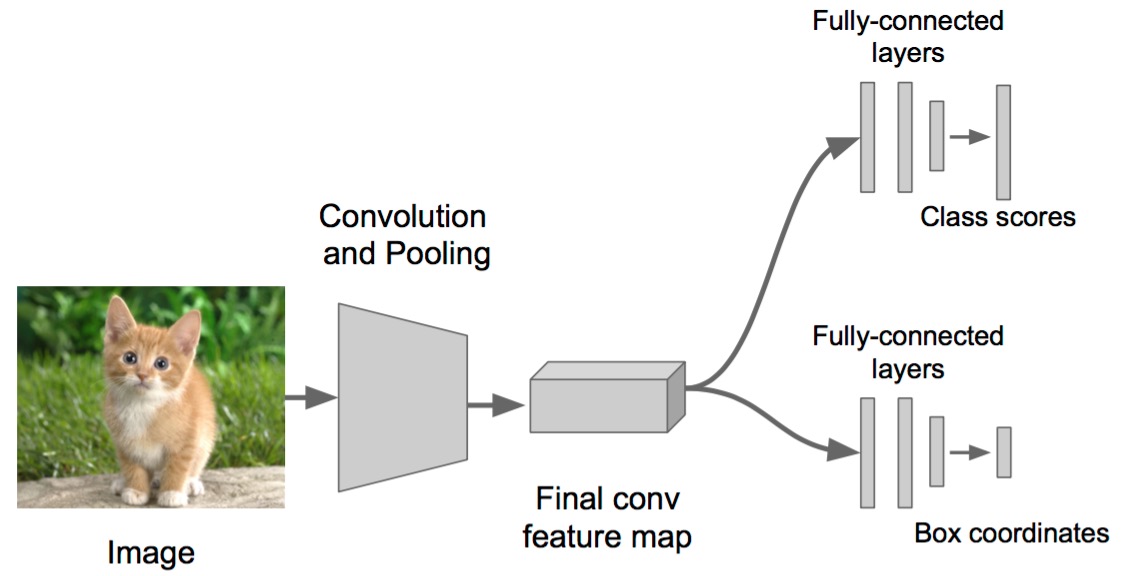 Image
Convolution
and Pooling
Final conv
feature map
Fully-connected
layers
Class scores
Fully-connected
layers
Box coordinates